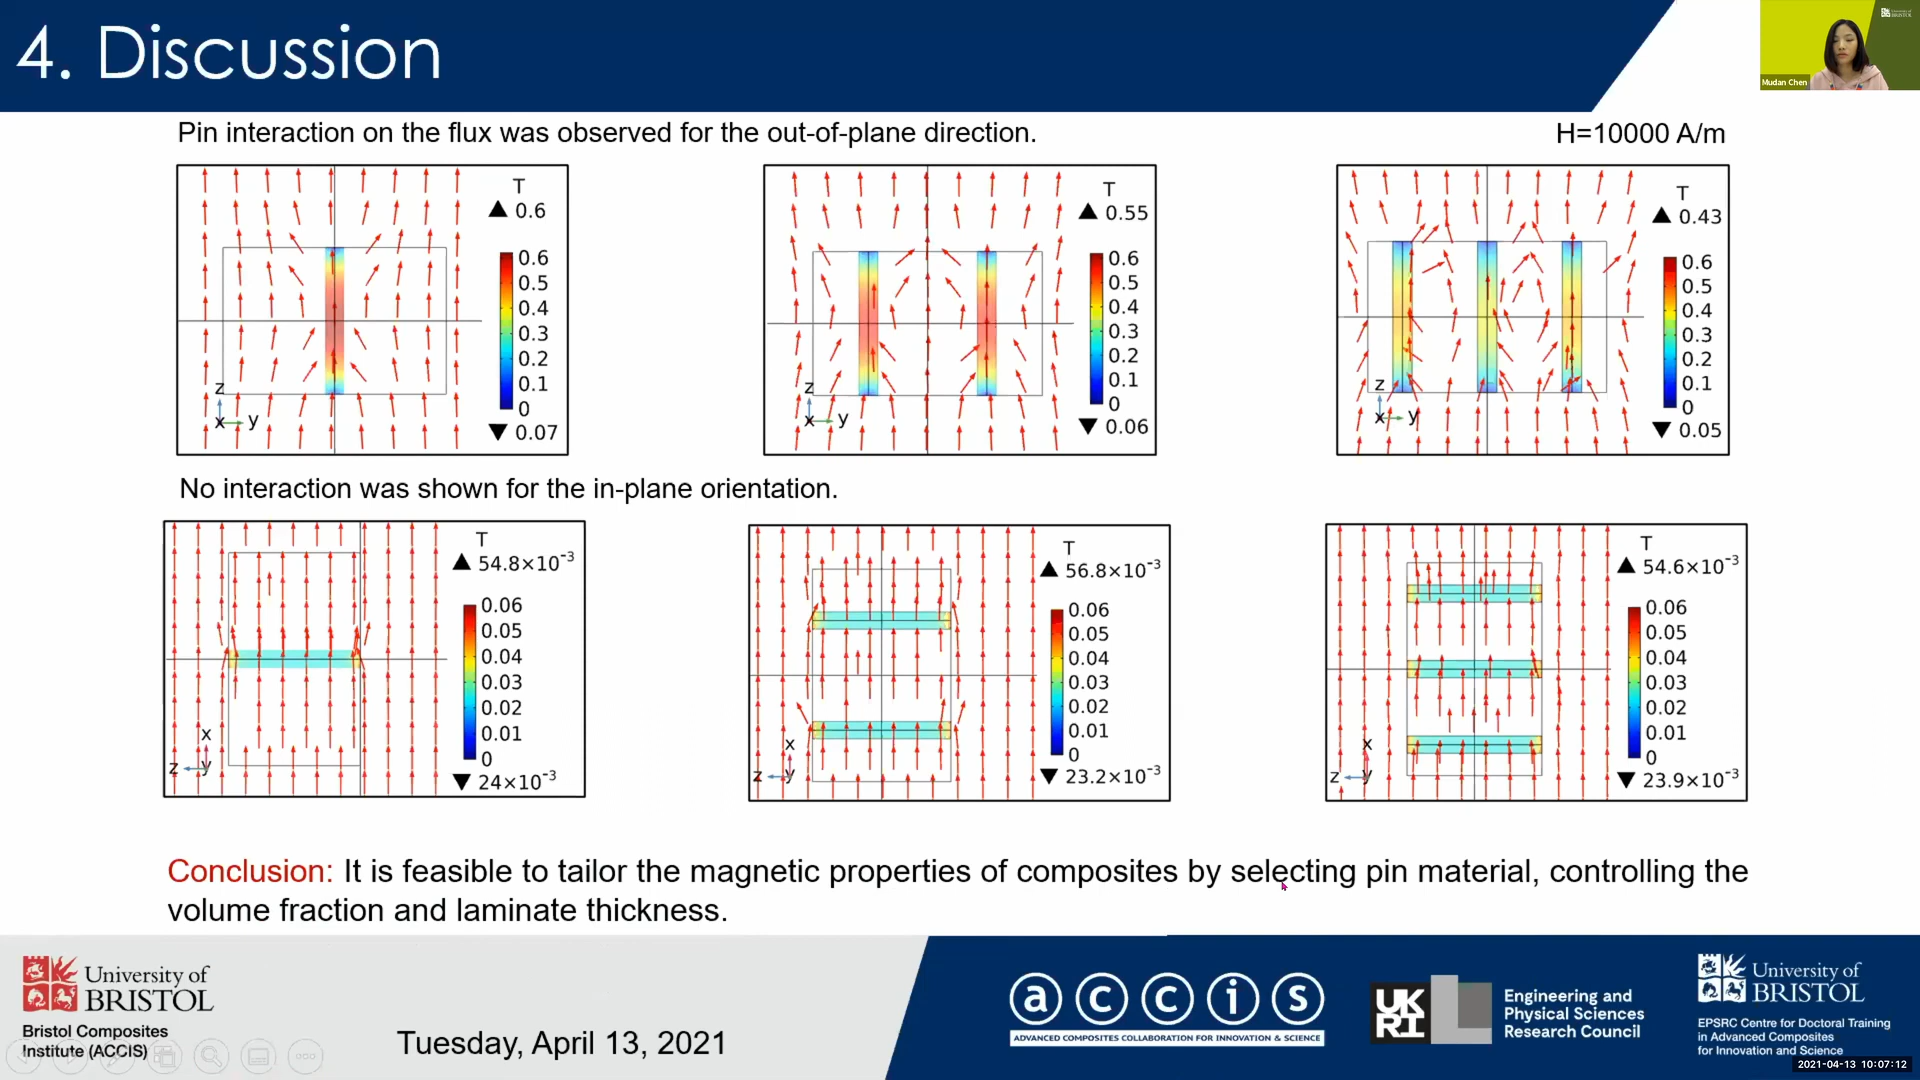 4. Discussion
University of
BRISTOL
Mudan Chen
Pin interaction on the flux was observed for the out-of-plane direction.
H=10000 A/m
T
▲ 0.6
0.6
0.5
0.4
0.3
0.2
0.1
0
▼ 0.07
z
x
y
T
▲ 0.55
0.6
0.5
0.4
0.3
0.2
0.1
0
▼ 0.06
z
x
y
T
▲ 0.43
0.6
0.5
0.4
0.3
0.2
0.1
0
▼ 0.05
z
x
y
No interaction was shown for the in-plane orientation.
T
▲ 54.8×10⁻³
0.06
0.05
0.04
0.03
0.02
0.01
0
▼ 24×10⁻³
x
z
y
T
▲ 56.8×10⁻³
0.06
0.05
0.04
0.03
0.02
0.01
0
▼ 23.2×10⁻³
x
z
y
T
▲ 54.6×10⁻³
0.06
0.05
0.04
0.03
0.02
0.01
0
▼ 23.9×10⁻³
x
z
y
Conclusion: It is feasible to tailor the magnetic properties of composites by selecting pin material, controlling the
volume fraction and laminate thickness.
University of
BRISTOL
Bristol Composites
Institute (ACCIS)
Tuesday, April 13, 2021
accis
ADVANCED COMPOSITES COLLABORATION FOR INNOVATION & SCIENCE
UK
RI
Engineering and
Physical Sciences
Research Council
University of
BRISTOL
EPSRC Centre for Doctoral Training
in Advanced Composites
for Innovation and Science
2021-04-13 10:07:12